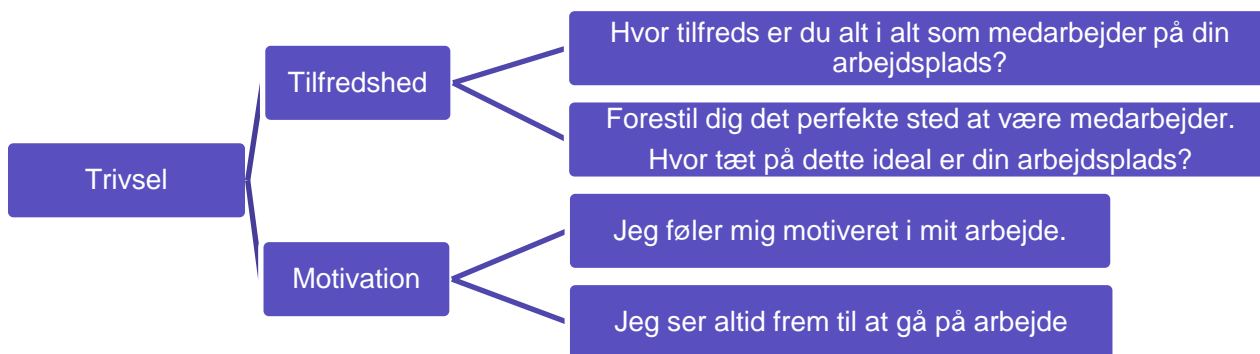 Trivsel
Tilfredshed
Hvor tilfreds er du alt i alt som medarbejder på din
arbejdsplads?
Forestil dig det perfekte sted at være medarbejder.
Hvor tæt på dette ideal er din arbejdsplads?
Motivation
Jeg føler mig motiveret i mit arbejde.
Jeg ser altid frem til at gå på arbejde